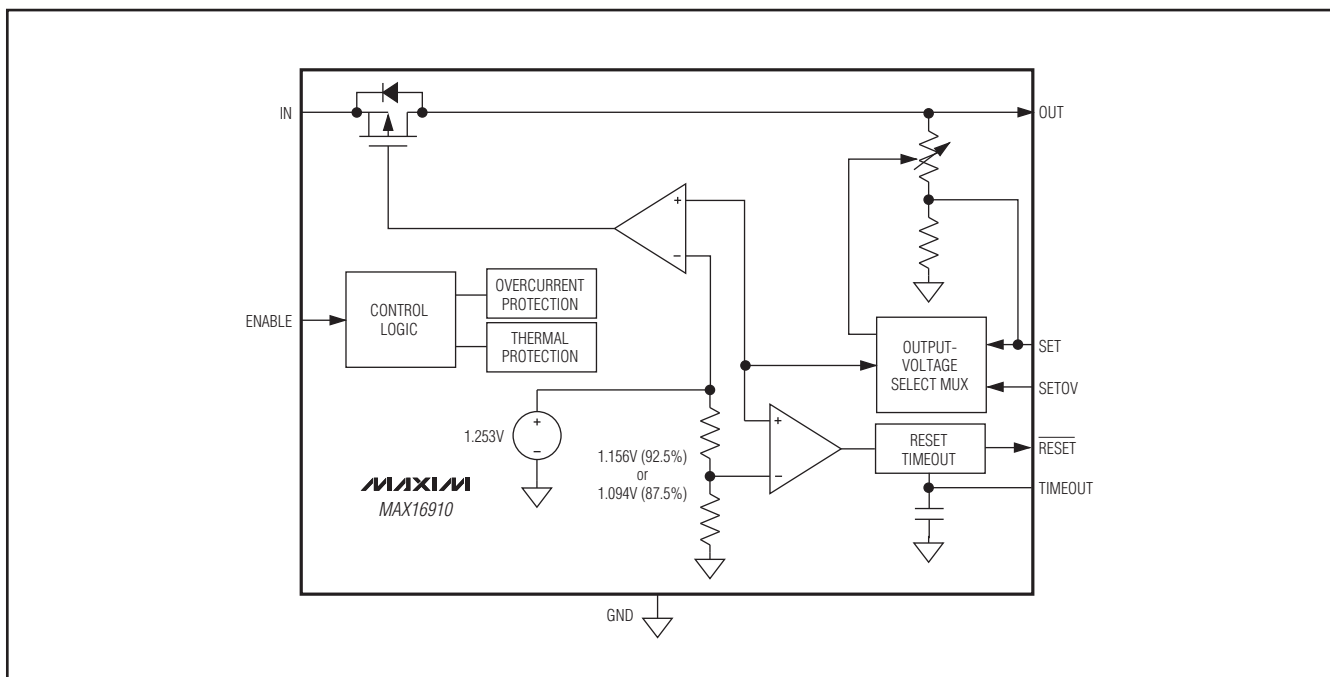 IN
OUT
+
−
ENABLE
CONTROL
LOGIC
OVERCURRENT
PROTECTION
THERMAL
PROTECTION
OUTPUT-
VOLTAGE
SELECT MUX
SET
SETOV
1.253V
+
−
1.156V (92.5%)
or
1.094V (87.5%)
+
−
RESET
TIMEOUT
RESET
TIMEOUT
MAXIM
MAX16910
GND